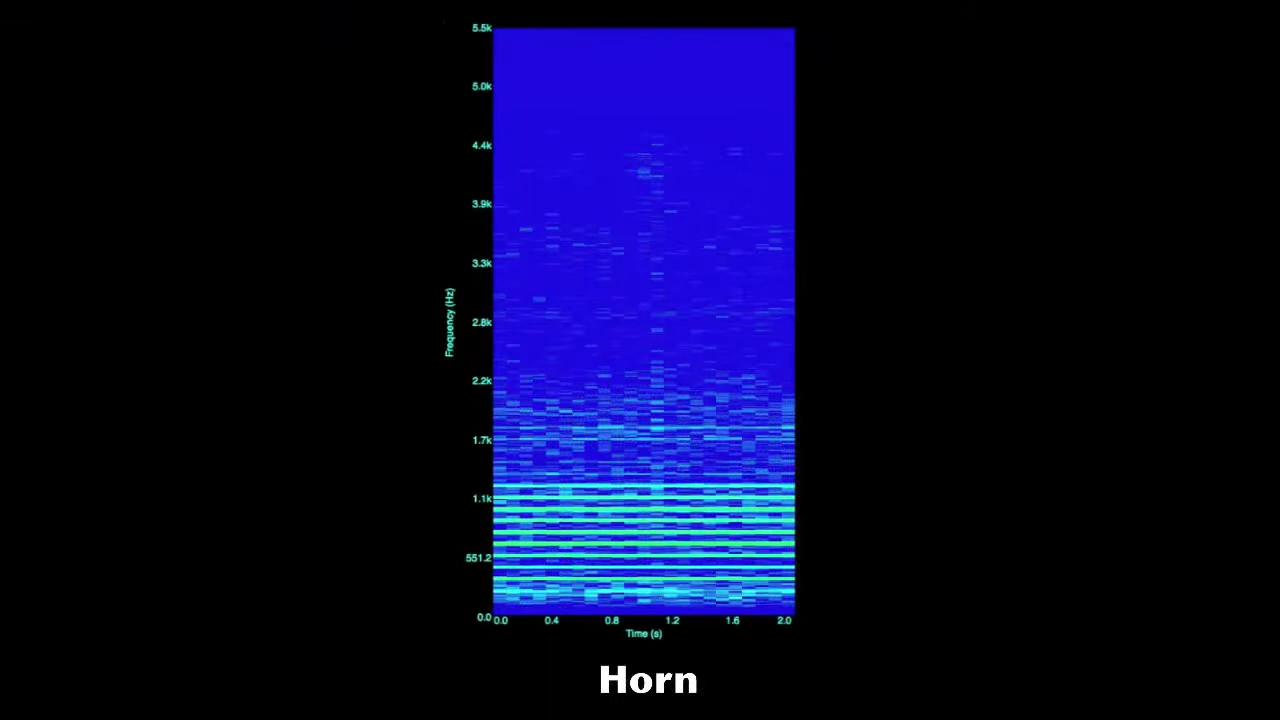 5.5k
5.0k
4.4k
3.9k
3.3k
2.8k
2.2k
1.7k
1.1k
551.2
0.0
Frequency (Hz)
0.0 0.4 0.8 1.2 1.6 2.0
Time (s)
Horn